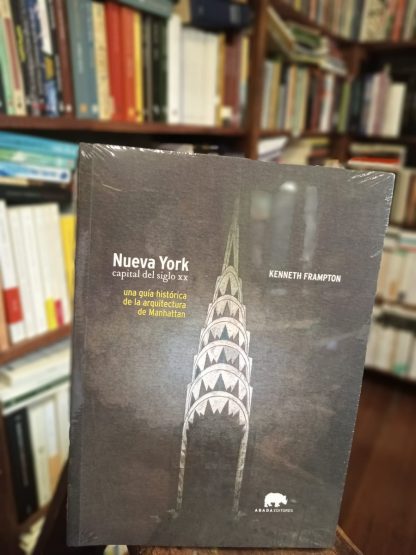 Nueva York
capital del siglo xx
una guía histórica
de la arquitectura
de Manhattan
KENNETH FRAMPTON
ABADA EDITORES